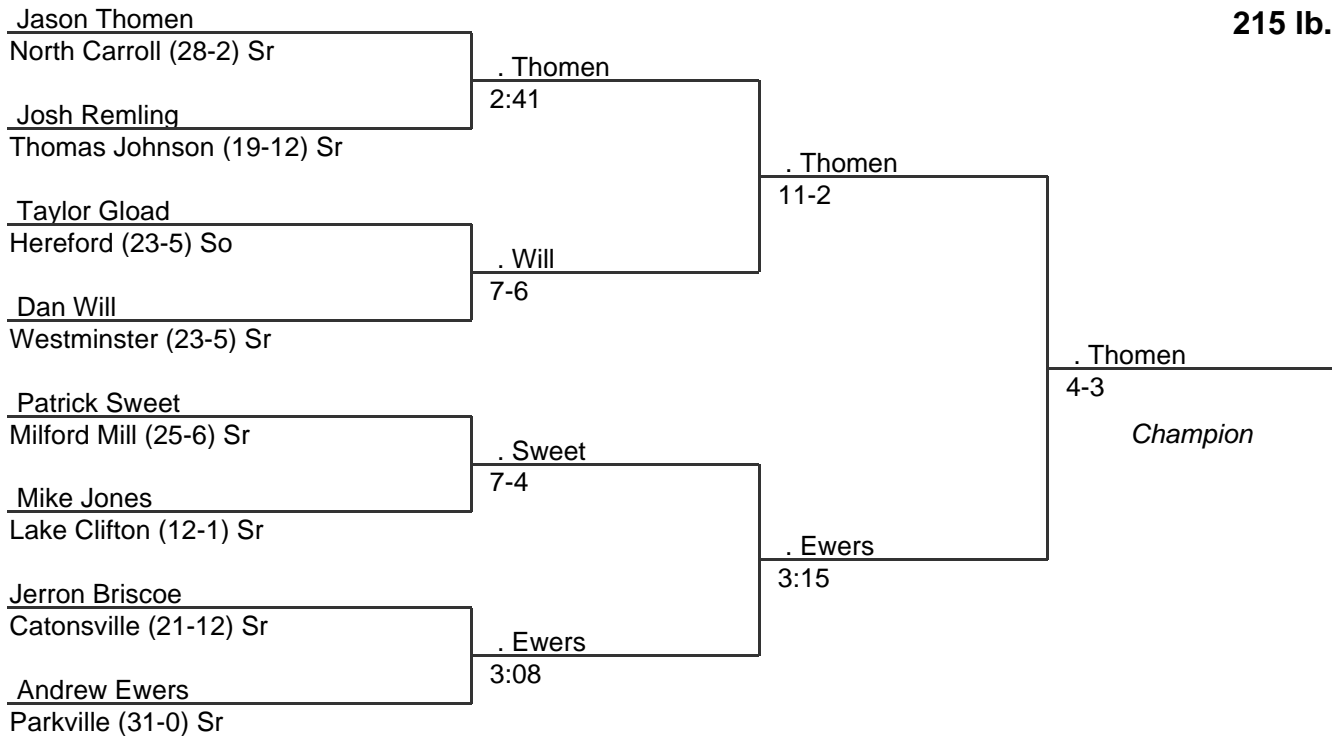 215 lb.
Jason Thomen
North Carroll (28-2) Sr
. Thomen
2:41
Josh Remling
Thomas Johnson (19-12) Sr
. Thomen
11-2
Taylor Gload
Hereford (23-5) So
. Will
7-6
Dan Will
Westminster (23-5) Sr
. Thomen
4-3
Champion
Patrick Sweet
Milford Mill (25-6) Sr
. Sweet
7-4
Mike Jones
Lake Clifton (12-1) Sr
. Ewers
3:15
Jerron Briscoe
Catonsville (21-12) Sr
. Ewers
3:08
Andrew Ewers
Parkville (31-0) Sr